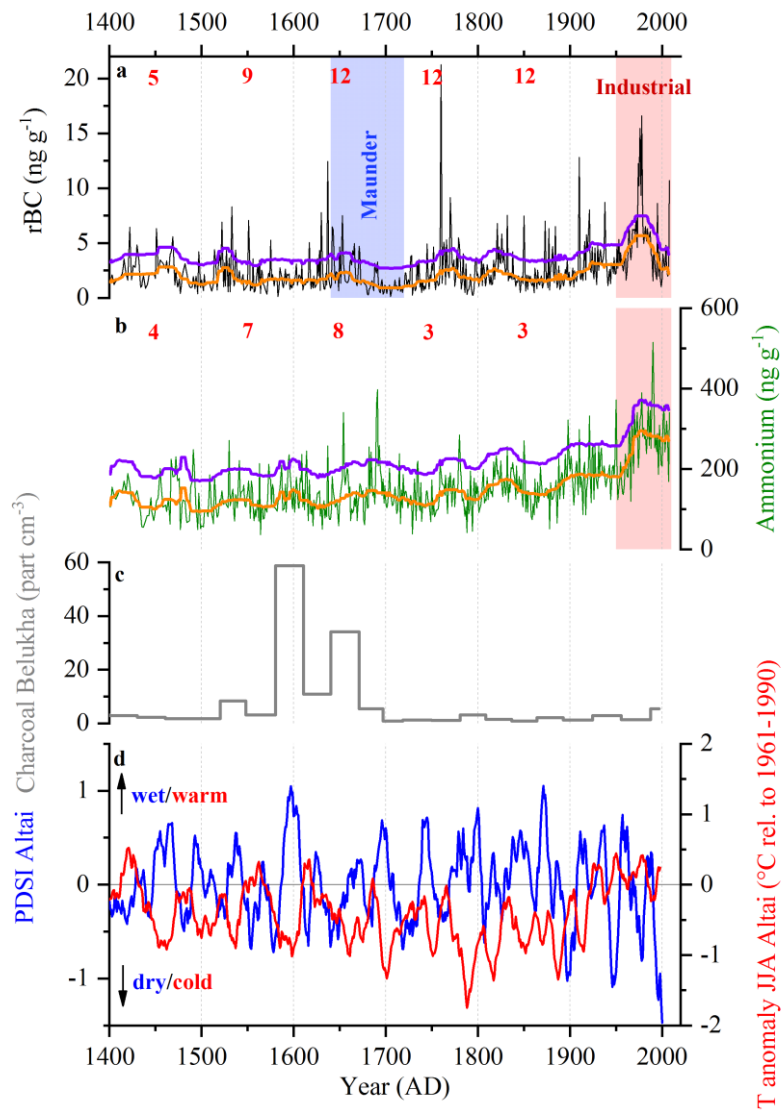 1400 1500 1600 1700 1800 1900 2000
a 5 9 12 12 12 Industrial
Maunder
20
15
10
5
0
rBC (ng g⁻¹)
b 4 7 8 3 3
600
400
200
0
Ammonium (ng g⁻¹)
c
60
40
20
0
Charcoal Belukha (part cm⁻³)
d
wet/warm
dry/cold
1
0
-1
PDSI Altai
2
1
0
-1
-2
T anomaly JJA Altai (°C rel. to 1961-1990)
1400 1500 1600 1700 1800 1900 2000
Year (AD)